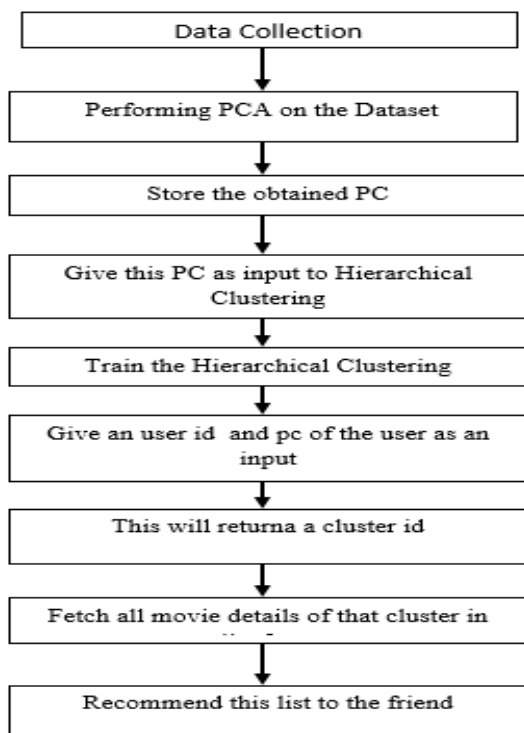 Data Collection
Performing PCA on the Dataset
Store the obtained PC
Give this PC as input to Hierarchical
Clustering
Train the Hierarchical Clustering
Give an user id and pc of the user as an
input
This will returna a cluster id
Fetch all movie details of that cluster in
Recommend this list to the friend